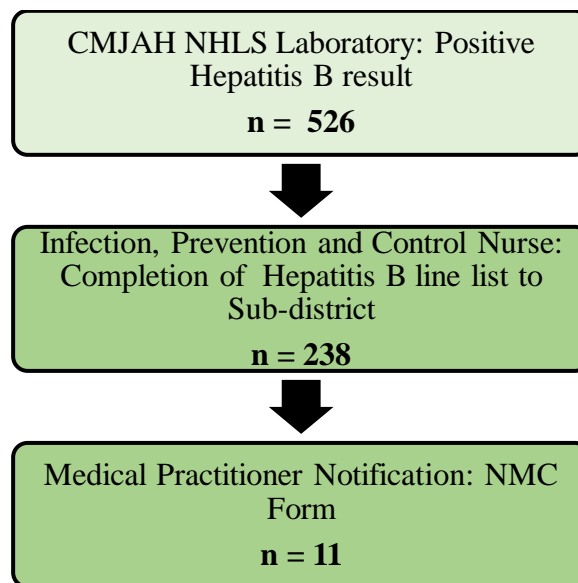 CMJAH NHLS Laboratory: Positive
Hepatitis B result
n = 526
Infection, Prevention and Control Nurse:
Completion of Hepatitis B line list to
Sub-district
n = 238
Medical Practitioner Notification: NMC
Form
n = 11